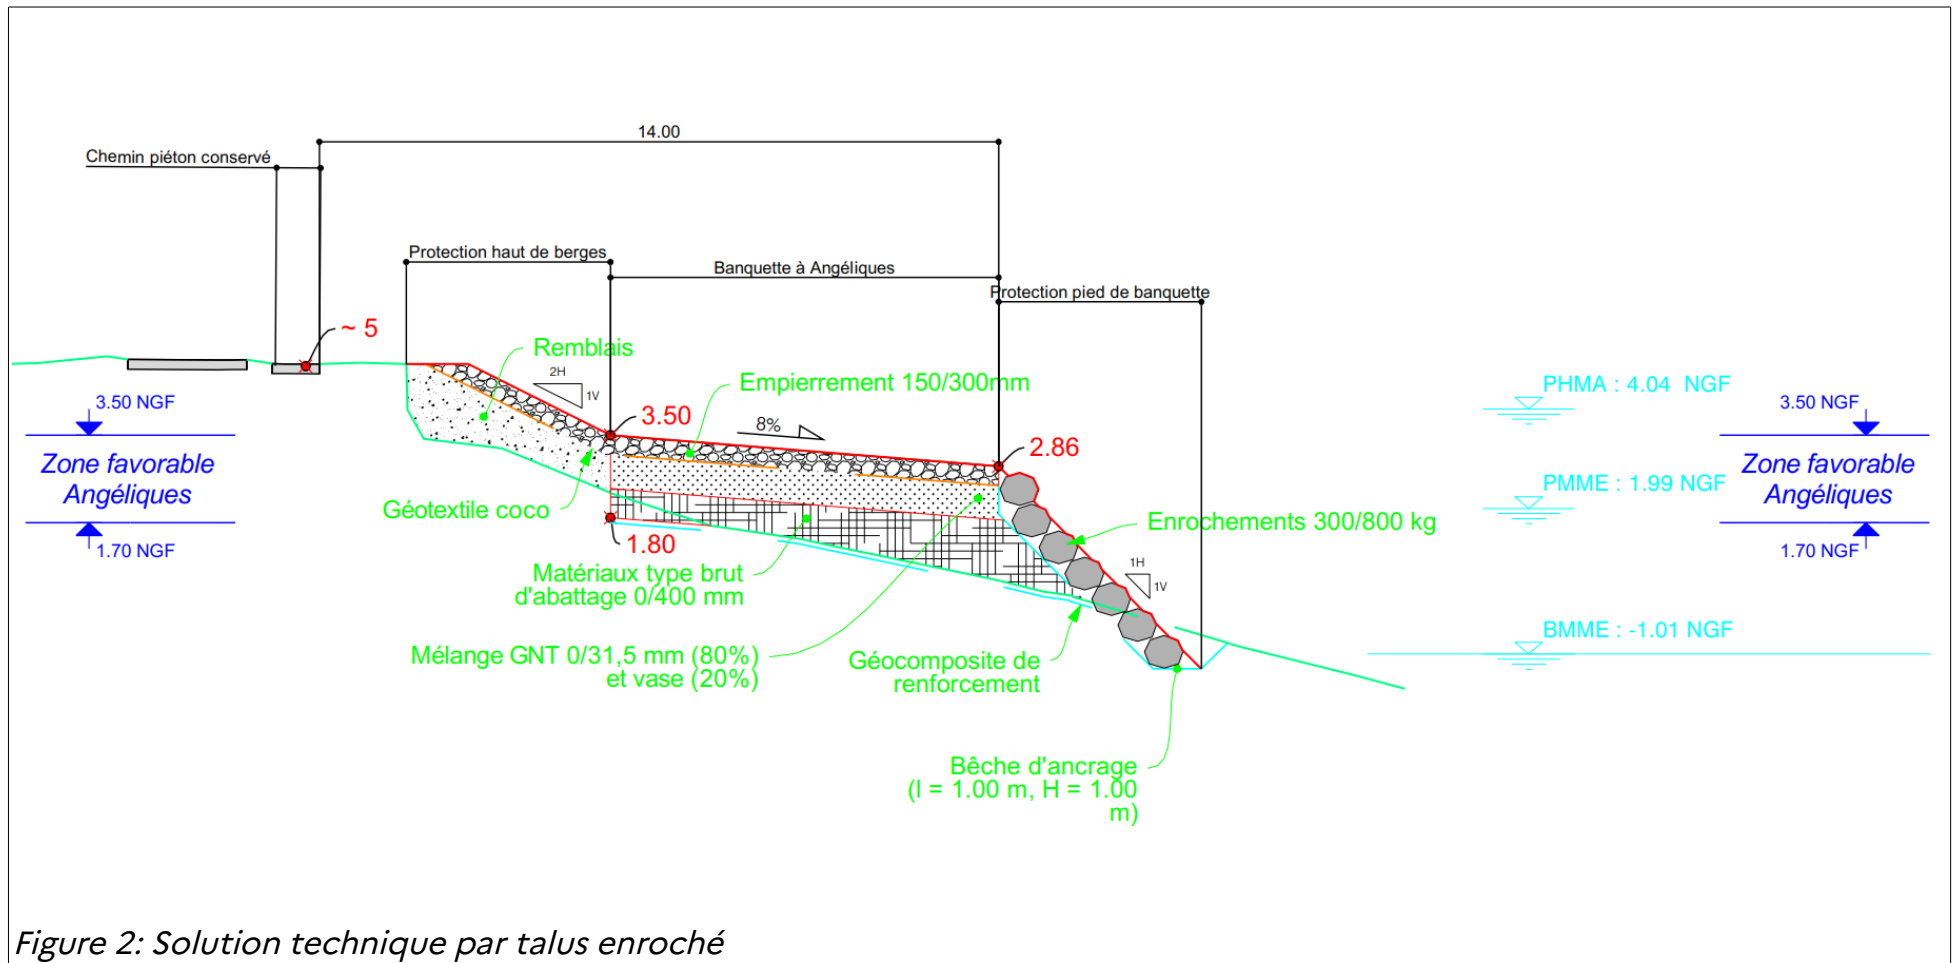 14.00
Chemin piéton conservé
Protection haut de berges
Banquette à Angéliques
Protection pied de banquette
~ 5
Remblais
2H
1V
Empierrement 150/300mm
3.50
8%
2.86
3.50 NGF
Zone favorable
Angéliques
1.70 NGF
Géotextile coco
1.80
Matériaux type brut
d'abattage 0/400 mm
Mélange GNT 0/31,5 mm (80%)
et vase (20%)
Géocomposite de
renforcement
Enrochements 300/800 kg
1H
1V
Bêche d'ancrage
(l = 1.00 m, H = 1.00
m)
PHMA : 4.04 NGF
PMME : 1.99 NGF
BMME : -1.01 NGF
3.50 NGF
Zone favorable
Angéliques
1.70 NGF
Figure 2: Solution technique par talus enroché